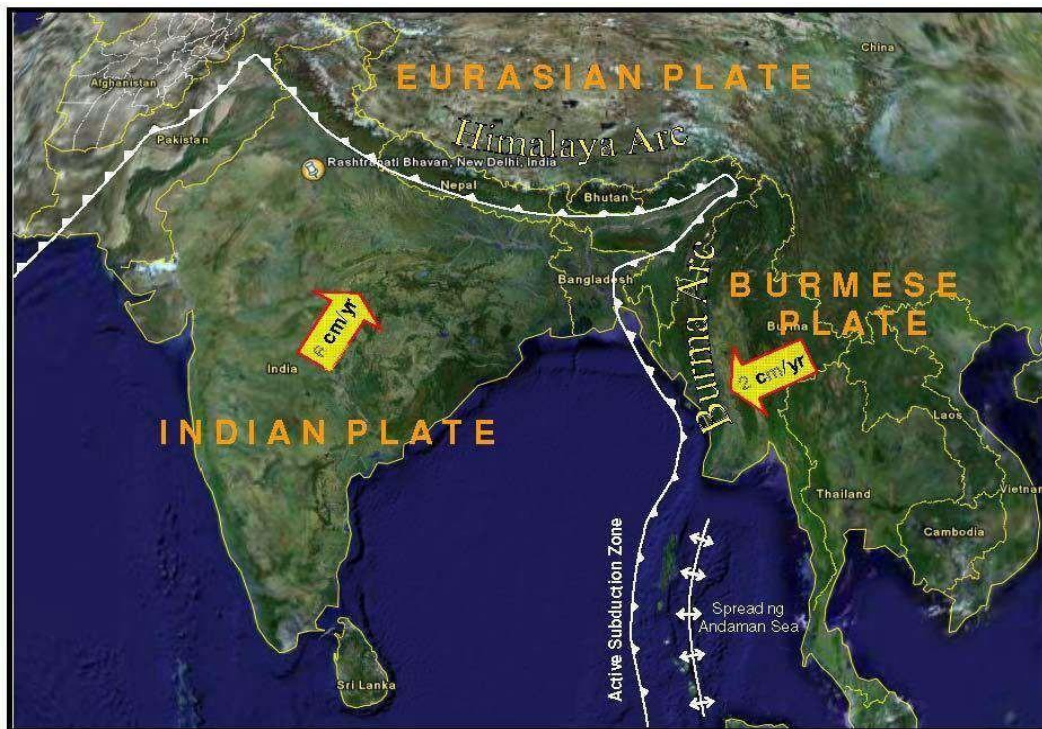 China
EURASIAN PLATE
Afghanistan
Himalaya Arc
Pakistan
Rashtrapati Bhavan, New Delhi, India
Nepal
Bhutan
Bangladesh
BURMESE
PLATE
Burma
Burma Arc
6 cm/yr
2 cm/yr
India
INDIAN PLATE
Laos
Thailand
Vietnam
Cambodia
Active Subduction Zone
Spreading
Andaman Sea
Sri Lanka